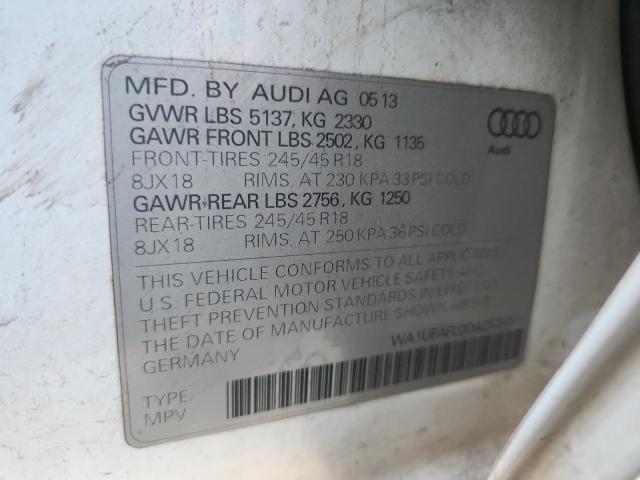 MFD. BY AUDI AG 05 13
GVWR LBS 5137, KG 2330
GAWR FRONT LBS 2502, KG 1135
FRONT-TIRES 245/45 R18
8JX18 RIMS, AT 230 KPA 33 PSI COLD
GAWR REAR LBS 2756, KG 1250
REAR-TIRES 245/45 R18
8JX18 RIMS, AT 250 KPA 36 PSI COLD
Audi
THIS VEHICLE CONFORMS TO ALL APPLICABLE
U.S. FEDERAL MOTOR VEHICLE SAFETY AND
THEFT PREVENTION STANDARDS IN EFFECT ON
THE DATE OF MANUFACTURE SHOWN ABOVE
GERMANY
TYPE:
MPV